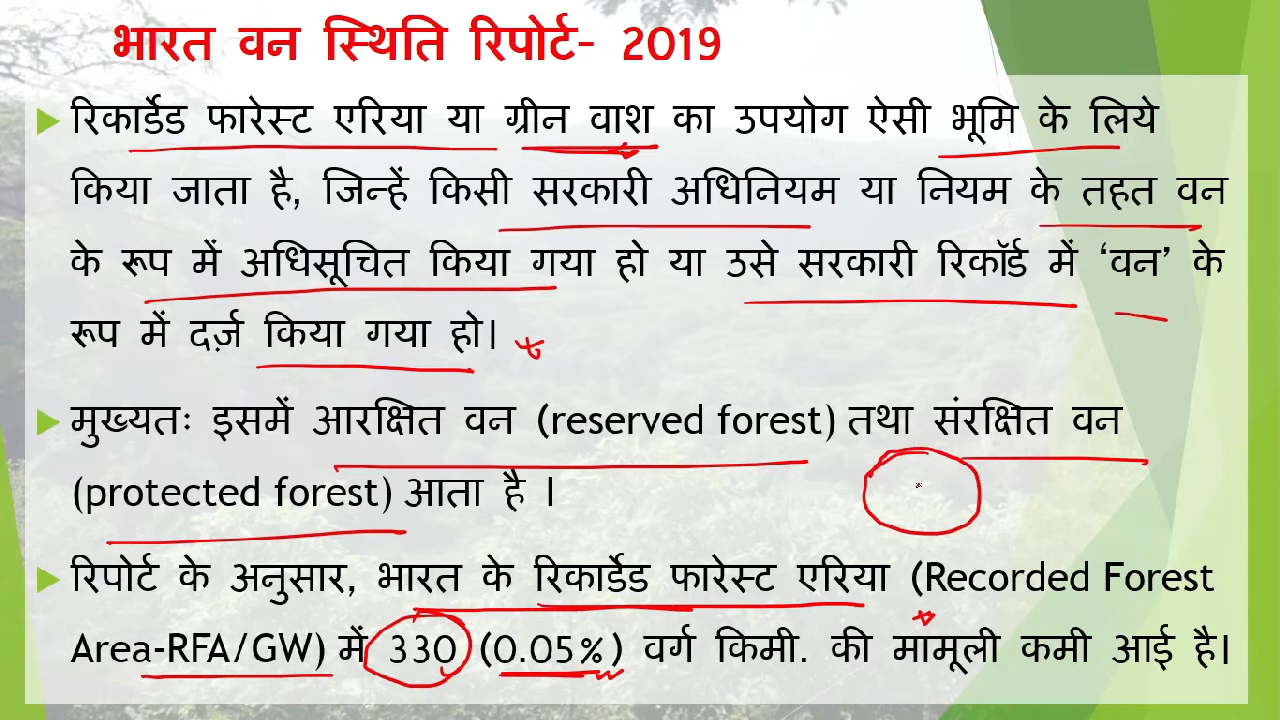 भारत वन स्थिति रिपोर्ट- 2019
रिकार्डेड फारेस्ट एरिया या ग्रीन वाश का उपयोग ऐसी भूमि के लिये
किया जाता है, जिन्हें किसी सरकारी अधिनियम या नियम के तहत वन
के रूप में अधिसूचित किया गया हो या उसे सरकारी रिकॉर्ड में ‘वन’ के
रूप में दर्ज़ किया गया हो।
मुख्यतः इसमें आरक्षित वन (reserved forest) तथा संरक्षित वन
(protected forest) आता है ।
रिपोर्ट के अनुसार, भारत के रिकार्डेड फारेस्ट एरिया (Recorded Forest
Area-RFA/GW) में 330 (0.05%) वर्ग किमी. की मामूली कमी आई है।